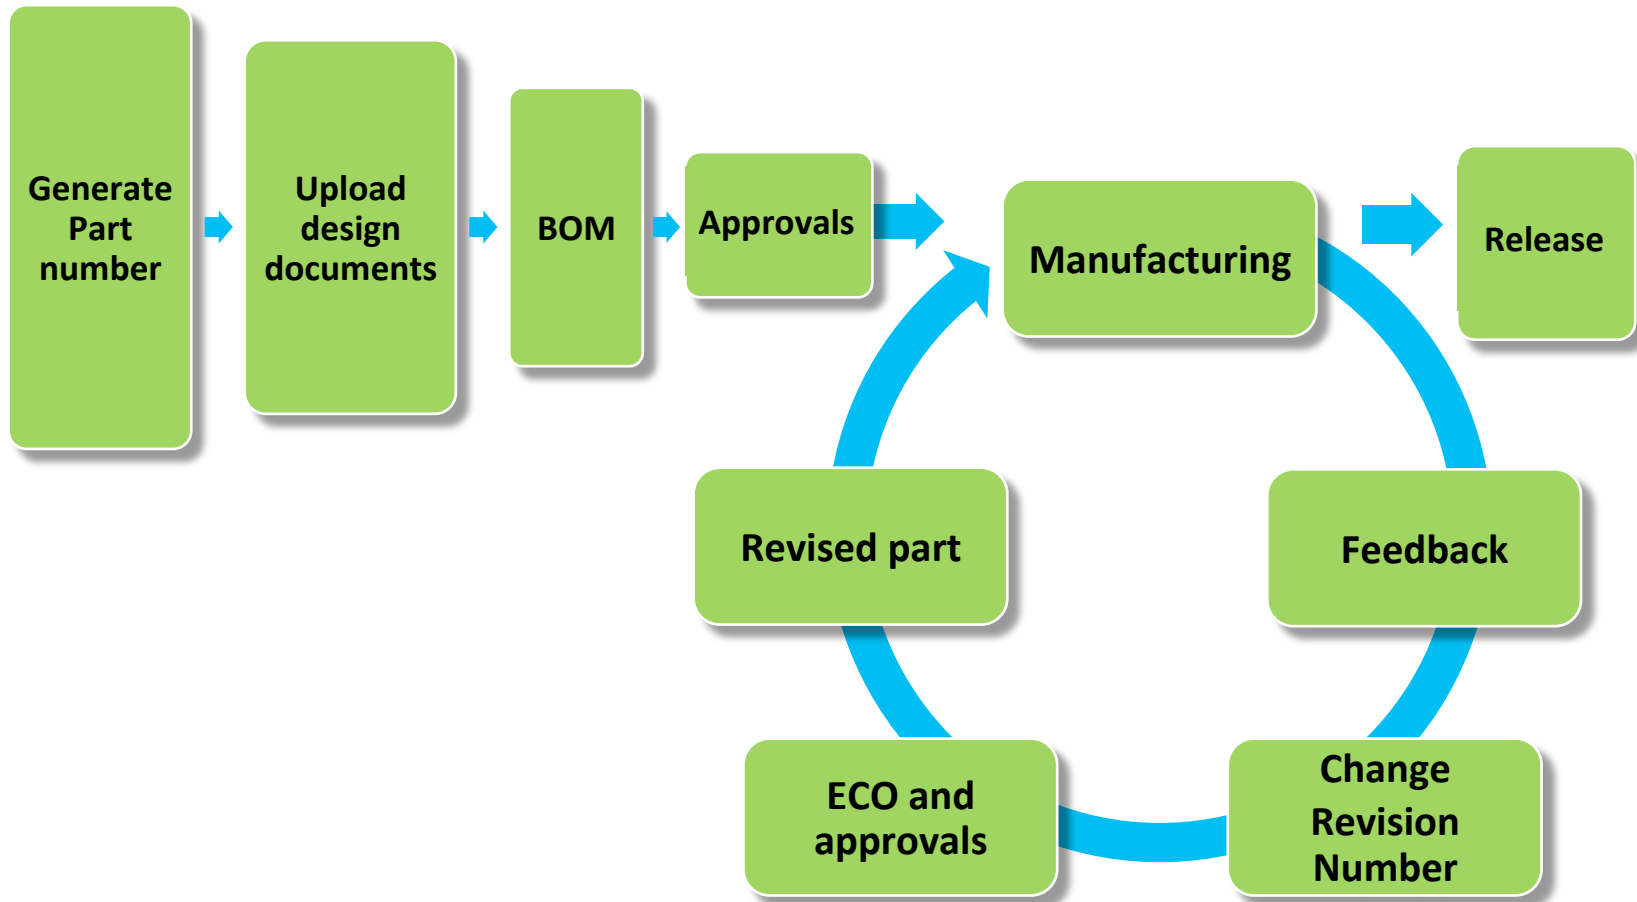 Generate
Part
number
Upload
design
documents
BOM
Approvals
Manufacturing
Release
Feedback
Change
Revision
Number
ECO and
approvals
Revised part